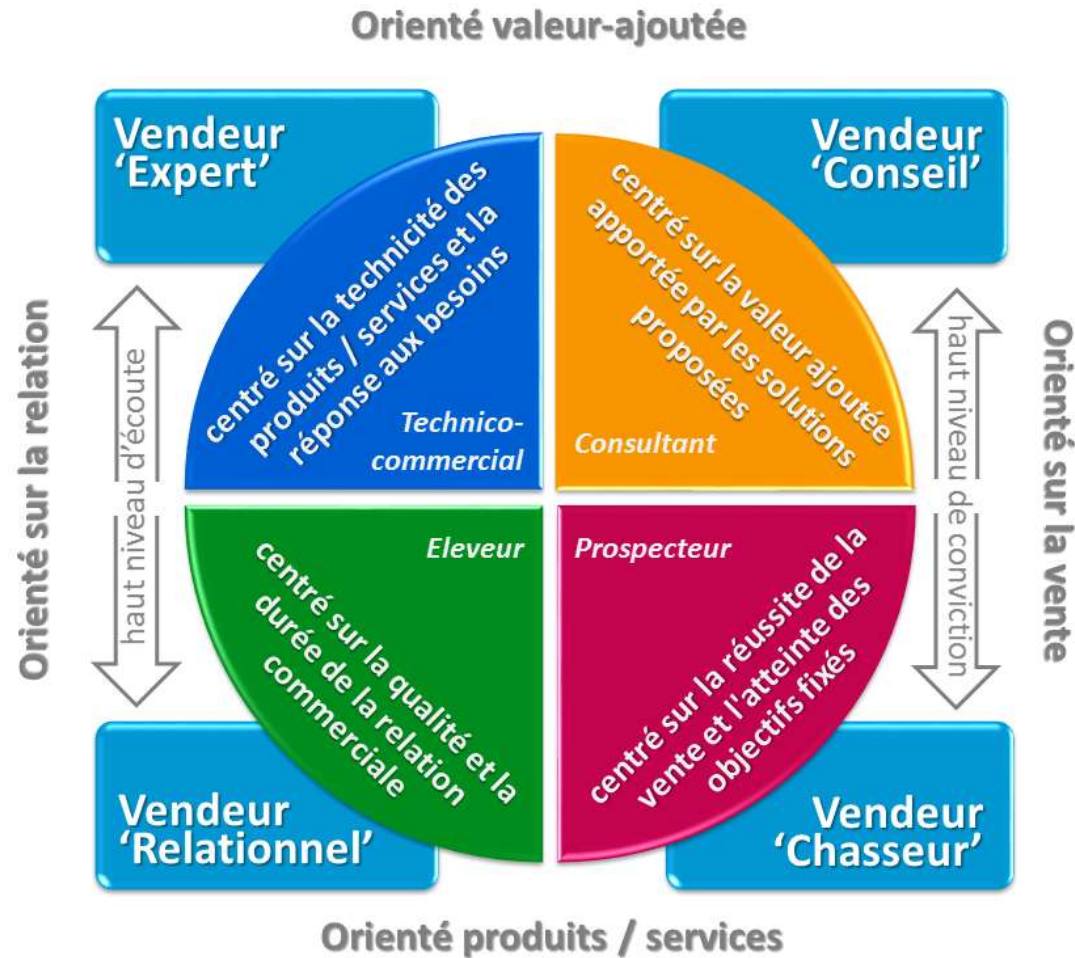 Orienté valeur-ajoutée
Vendeur
‘Expert’
Vendeur
‘Conseil’
centré sur la technicité des
produits / services et la
réponse aux besoins
Technico-
commercial
centré sur la valeur ajoutée
apportée par les solutions
proposées
Consultant
Orienté sur la relation
haut niveau d'écoute
haut niveau de conviction
Orienté sur la vente
Eleveur
centré sur la qualité et la
durée de la relation
commerciale
Prospecteur
centré sur la réussite de la
vente et l'atteinte des
objectifs fixés
Vendeur
‘Relationnel’
Vendeur
‘Chasseur’
Orienté produits / services